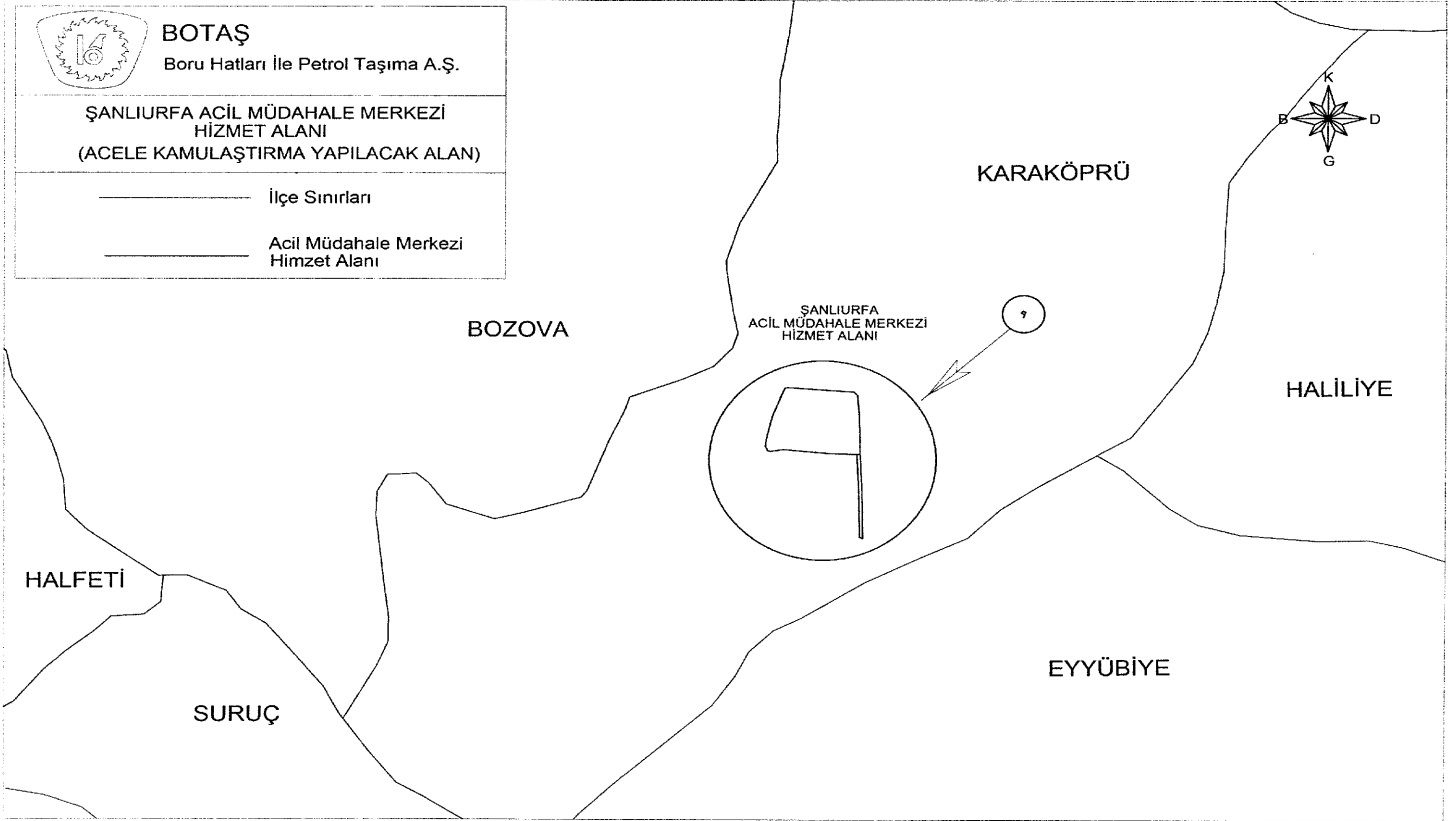 BOTAŞ
Boru Hatları İle Petrol Taşıma A.Ş.
ŞANLIURFA ACİL MÜDAHALE MERKEZİ
HİZMET ALANI
(ACELE KAMULAŞTIRMA YAPILACAK ALAN)
İlçe Sınırları
Acil Müdahale Merkezi
Himzet Alanı
K
B
D
G
KARAKÖPRÜ
BOZOVA
ŞANLIURFA
ACİL MÜDAHALE MERKEZİ
HİZMET ALANI
HALİLİYE
HALFETİ
EYYÜBİYE
SURUÇ